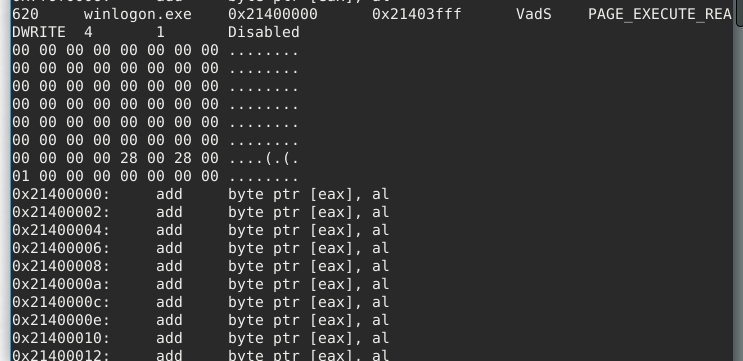 620 winlogon.exe 0x21400000 0x21403fff VadS PAGE_EXECUTE_REA
DWRITE 4 1 Disabled
00 00 00 00 00 00 00 00 ........
00 00 00 00 00 00 00 00 ........
00 00 00 00 00 00 00 00 ........
00 00 00 00 00 00 00 00 ........
00 00 00 00 00 00 00 00 ........
00 00 00 00 00 00 00 00 ........
00 00 00 00 28 00 28 00 ....(.(.
01 00 00 00 00 00 00 00 ........
0x21400000: add byte ptr [eax], al
0x21400002: add byte ptr [eax], al
0x21400004: add byte ptr [eax], al
0x21400006: add byte ptr [eax], al
0x21400008: add byte ptr [eax], al
0x2140000a: add byte ptr [eax], al
0x2140000c: add byte ptr [eax], al
0x2140000e: add byte ptr [eax], al
0x21400010: add byte ptr [eax], al
0x21400012: add byte ptr [eax], al